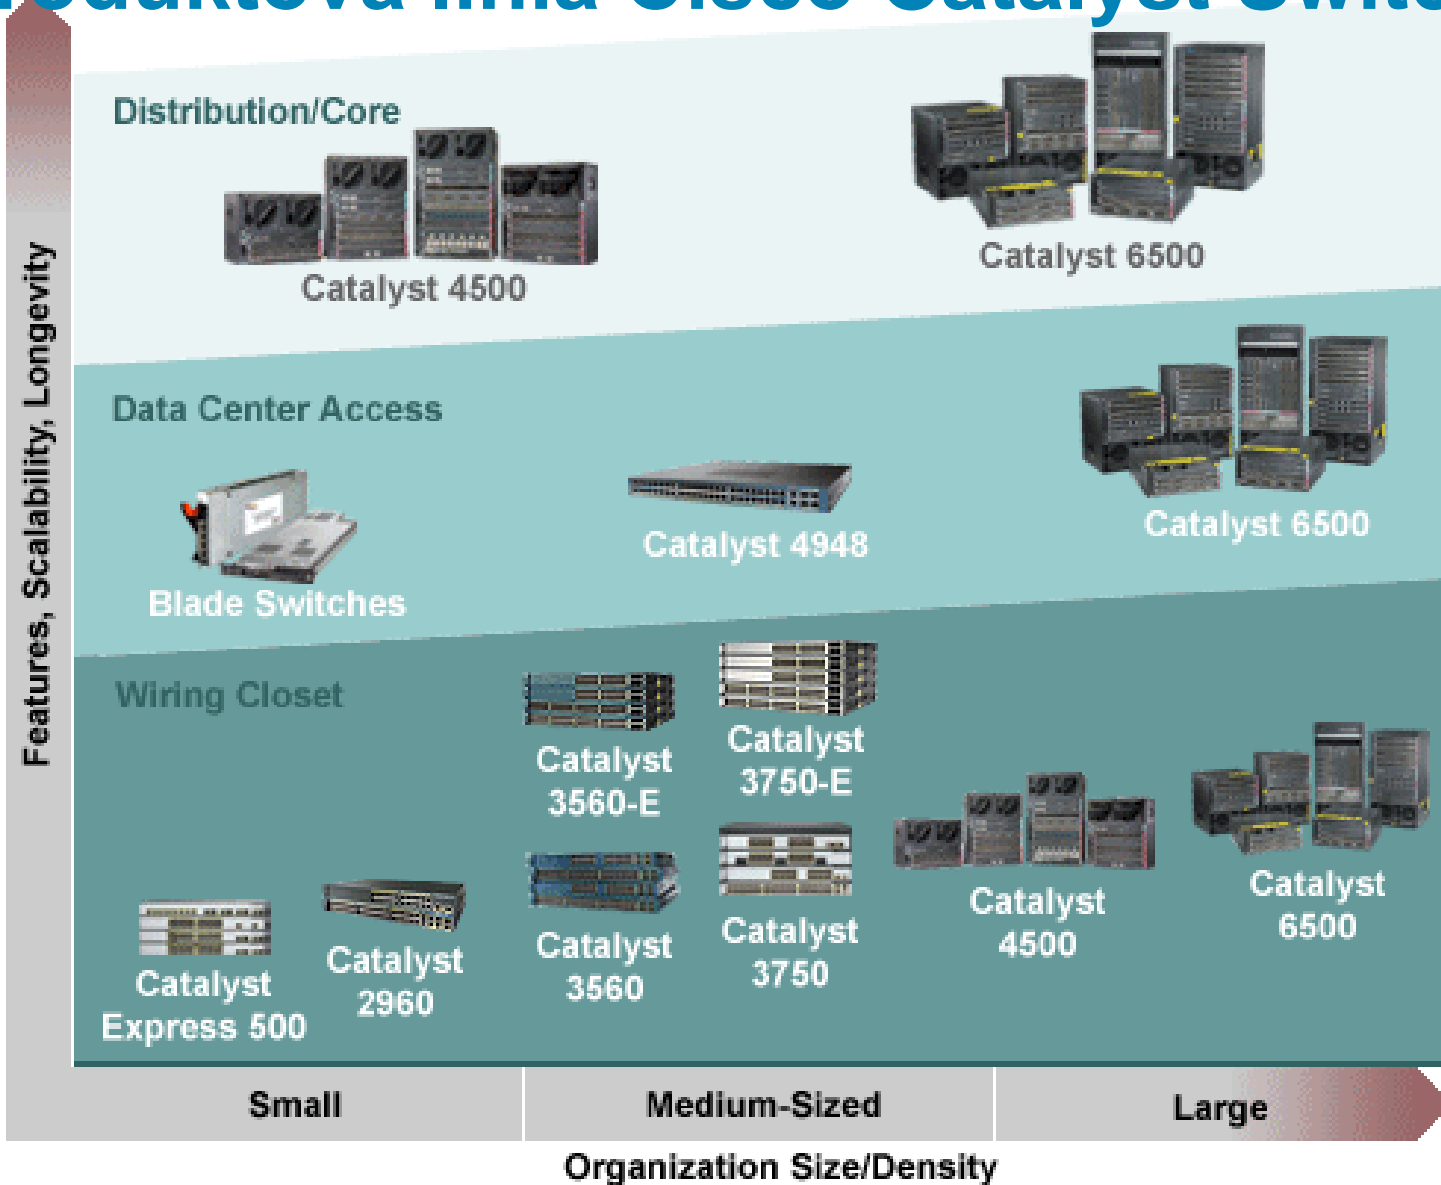 Cisco Catalyst
Distribution/Core
Catalyst 4500
Catalyst 6500
Data Center Access
Blade Switches
Catalyst 4948
Catalyst 6500
Wiring Closet
Catalyst
3560-E
Catalyst
3750-E
Catalyst
Express 500
Catalyst
2960
Catalyst
3560
Catalyst
3750
Catalyst
4500
Catalyst
6500
Features, Scalability, Longevity
Small
Medium-Sized
Large
Organization Size/Density